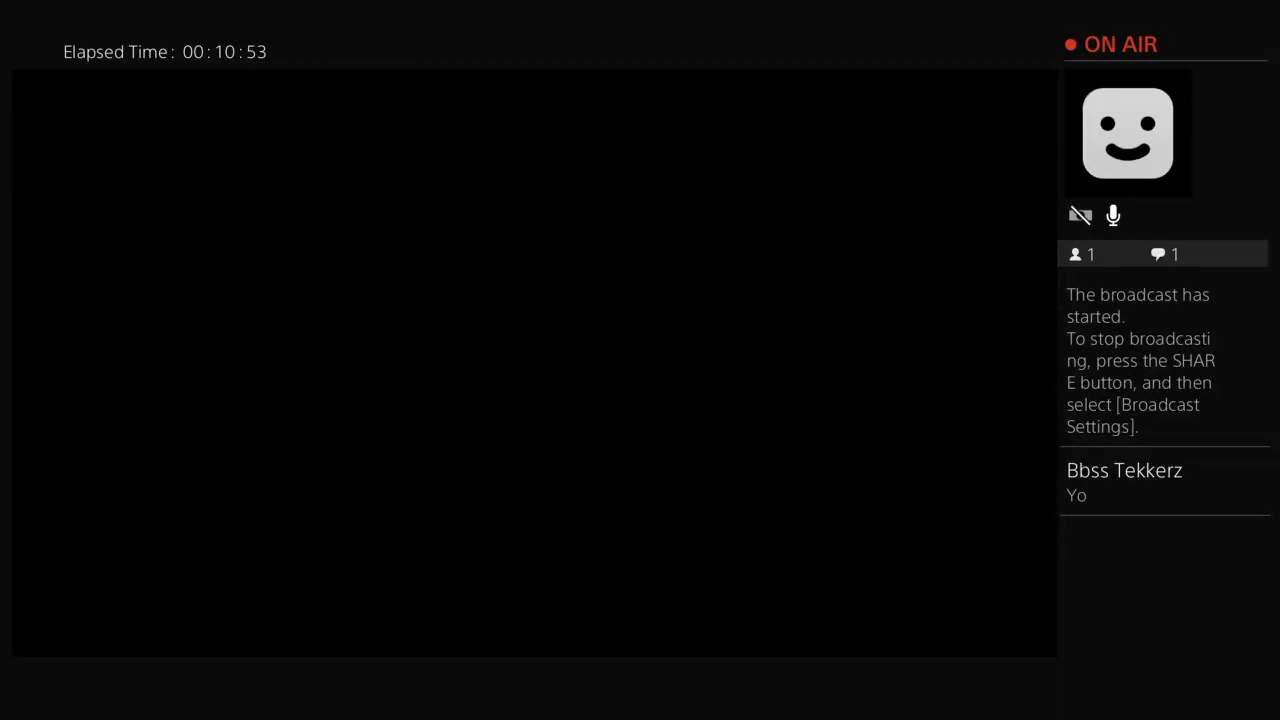 Elapsed Time: 00:10:53
ON AIR
1 1
The broadcast has
started.
To stop broadcasti
ng, press the SHAR
E button, and then
select [Broadcast
Settings].
Bbss Tekkerz
Yo